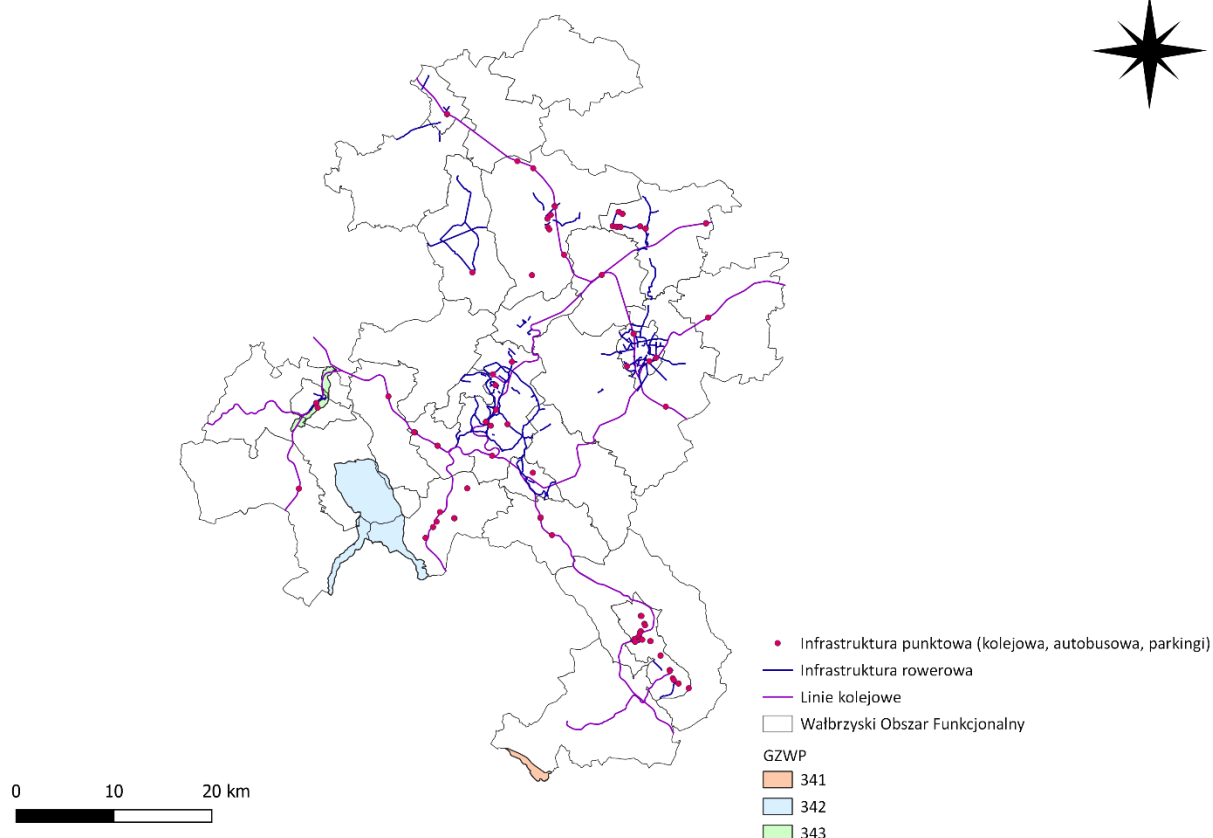 Infrastruktura punktowa (kolejowa, autobusowa, parkingi)
Infrastruktura rowerowa
Linie kolejowe
Wałbrzyski Obszar Funkcjonalny
GZWP
341
342
343
0 10 20 km